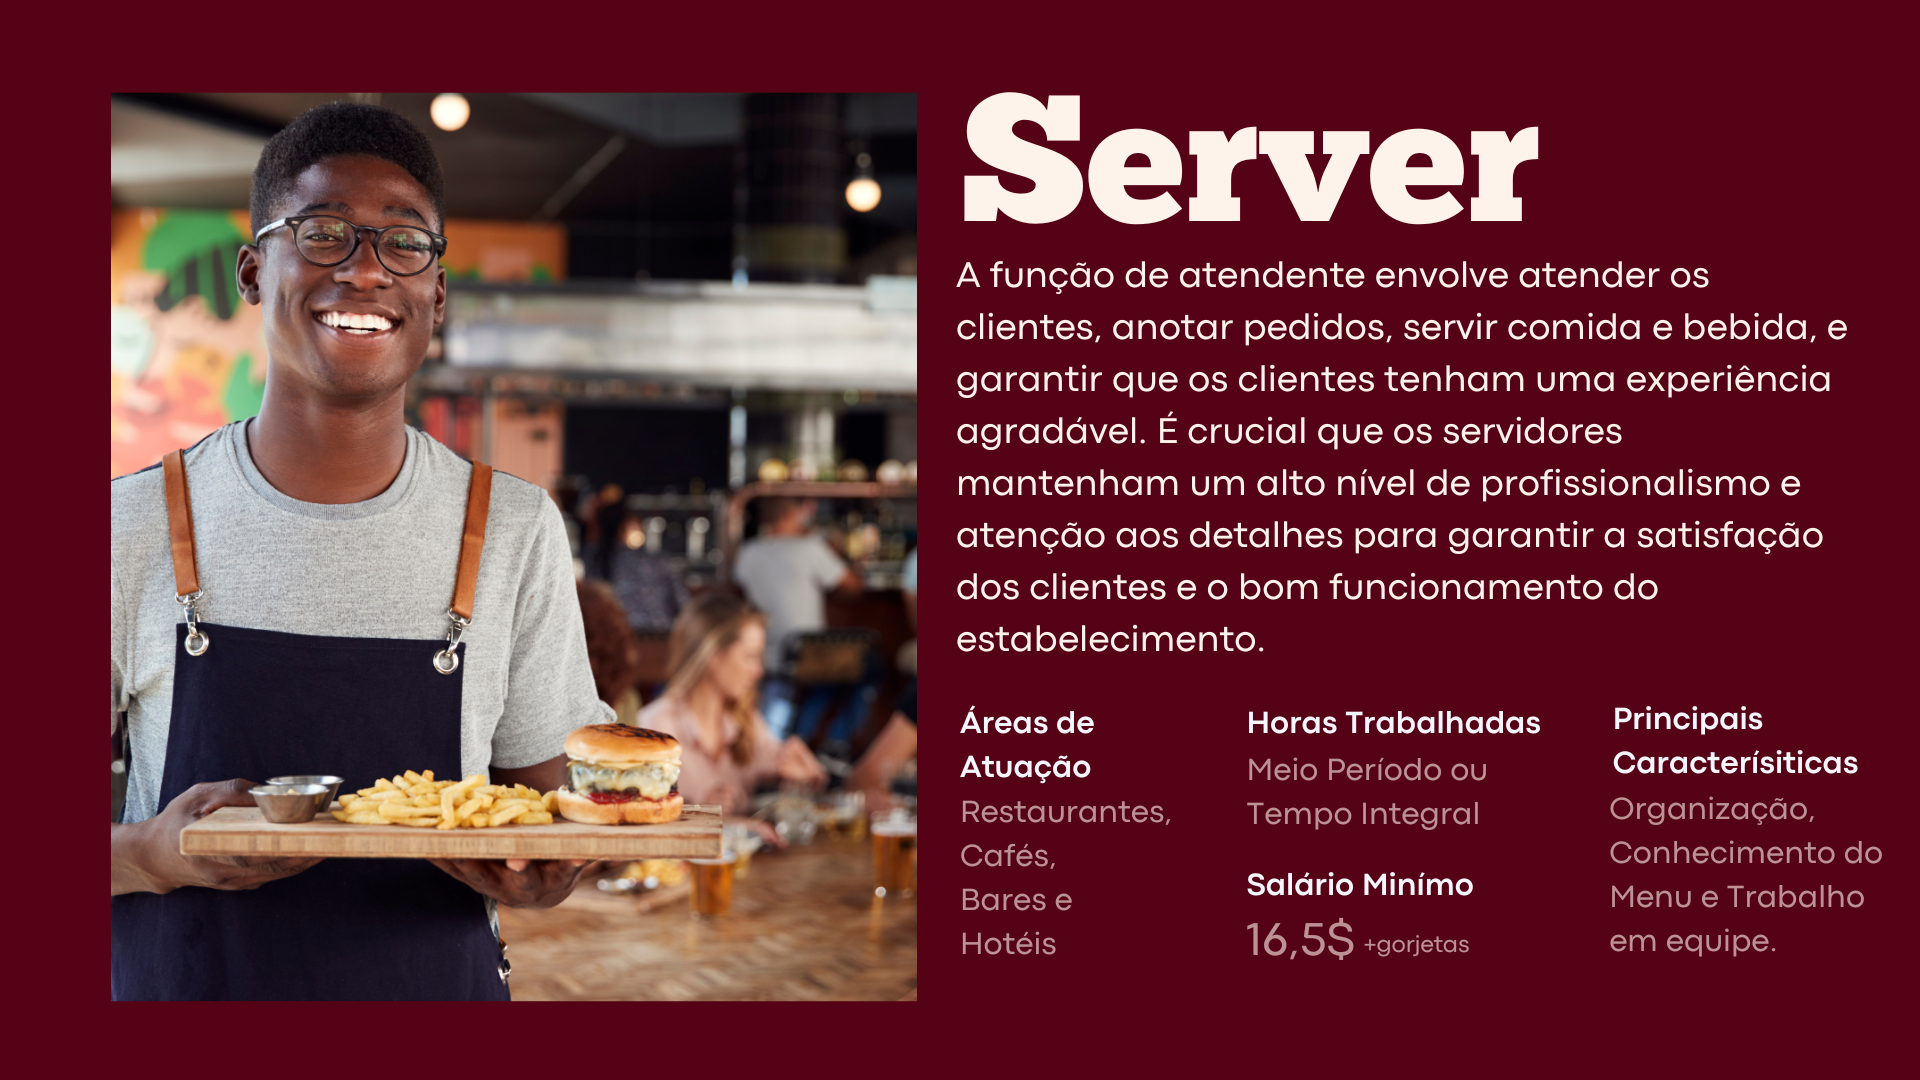 Server
A função de atendente envolve atender os
clientes, anotar pedidos, servir comida e bebida, e
garantir que os clientes tenham uma experiência
agradável. É crucial que os servidores
mantenham um alto nível de profissionalismo e
atenção aos detalhes para garantir a satisfação
dos clientes e o bom funcionamento do
estabelecimento.
Áreas de
Atuação
Restaurantes,
Cafés,
Bares e
Hotéis
Horas Trabalhadas
Meio Período ou
Tempo Integral
Salário Minímo
16,5$ +gorjetas
Principais
Caracterísiticas
Organização,
Conhecimento do
Menu e Trabalho
em equipe.